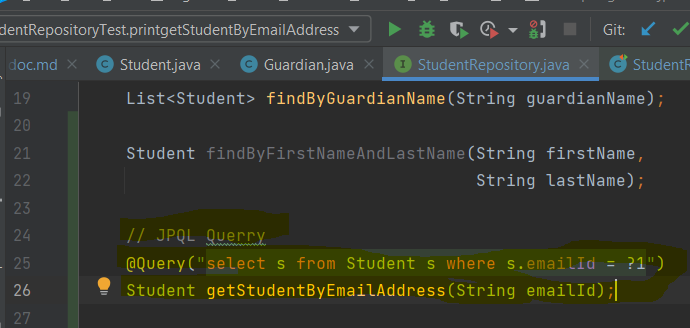 dentRepositoryTest.printgetStudentByEmailAddress Git:
doc.md Student.java Guardian.java StudentRepository.java StudentR
19 List<Student> findByGuardianName(String guardianName);
20
21 Student findByFirstNameAndLastName(String firstName,
22 String lastName);
23
24 // JPQL Querry
25 @Query("select s from Student s where s.emailId = ?1")
26 Student getStudentByEmailAddress(String emailId);
27